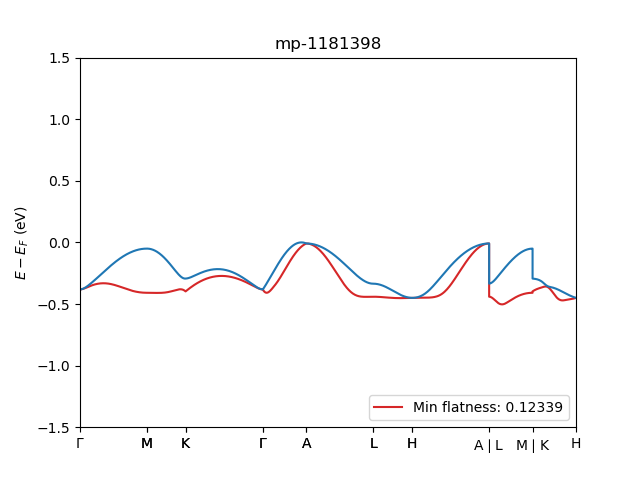 mp-1181398
E − E_F (eV)
1.5
1.0
0.5
0.0
−0.5
−1.0
−1.5
Min flatness: 0.12339
Γ M K Γ A L H A | L M | K H